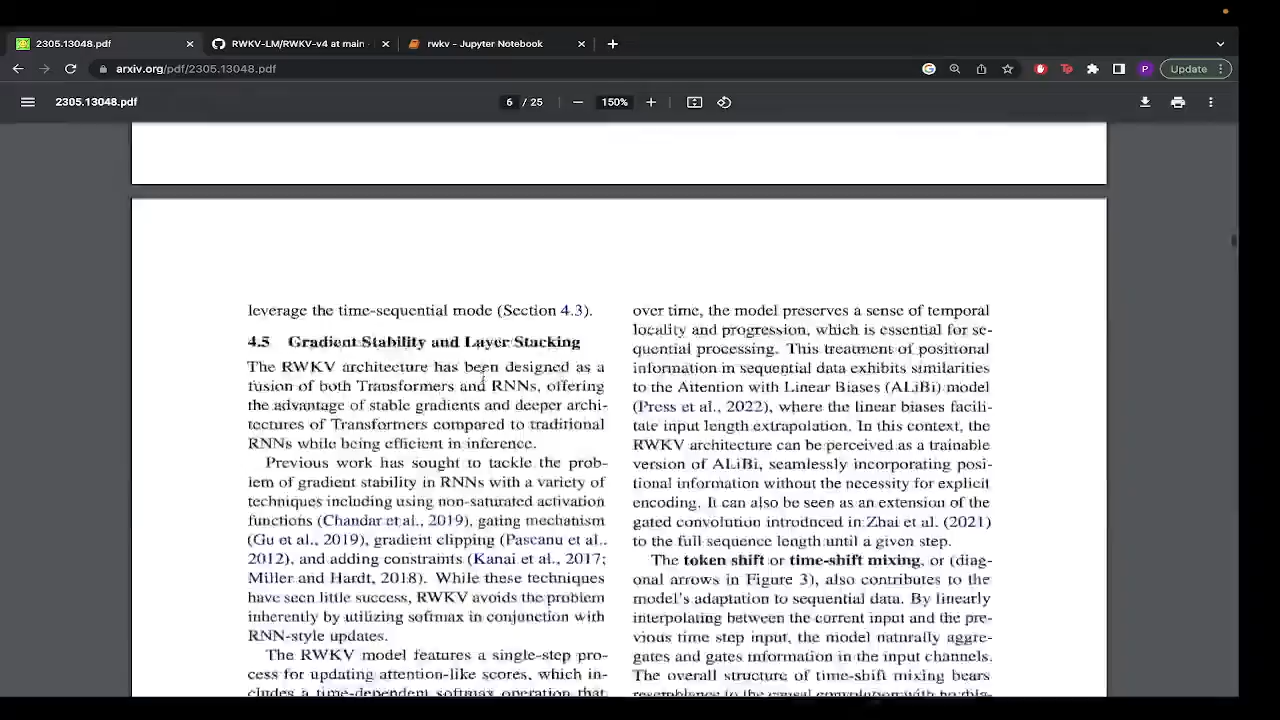 2305.13048.pdf
RWKV-LM/RWKV-v4 at main
rwkv - Jupyter Notebook
arxiv.org/pdf/2305.13048.pdf
P
Update
2305.13048.pdf
6 / 25
150%
leverage the time-sequential mode (Section 4.3).
4.5 Gradient Stability and Layer Stacking
The RWKV architecture has been designed as a
fusion of both Transformers and RNNs, offering
the advantage of stable gradients and deeper archi-
tectures of Transformers compared to traditional
RNNs while being efficient in inference.
Previous work has sought to tackle the prob-
lem of gradient stability in RNNs with a variety of
techniques including using non-saturated activation
functions (Chandar et al., 2019), gating mechanism
(Gu et al., 2019), gradient clipping (Pascanu et al.,
2012), and adding constraints (Kanai et al., 2017;
Miller and Hardt, 2018). While these techniques
have seen little success, RWKV avoids the problem
inherently by utilizing softmax in conjunction with
RNN-style updates.
The RWKV model features a single-step pro-
cess for updating attention-like scores, which in-
cludes a time-dependent softmax operation that
over time, the model preserves a sense of temporal
locality and progression, which is essential for se-
quential processing. This treatment of positional
information in sequential data exhibits similarities
to the Attention with Linear Biases (ALiBi) model
(Press et al., 2022), where the linear biases facili-
tate input length extrapolation. In this context, the
RWKV architecture can be perceived as a trainable
version of ALiBi, seamlessly incorporating posi-
tional information without the necessity for explicit
encoding. It can also be seen as an extension of the
gated convolution introduced in Zhai et al. (2021)
to the full sequence length until a given step.
The token shift or time-shift mixing, or (diag-
onal arrows in Figure 3), also contributes to the
model's adaptation to sequential data. By linearly
interpolating between the current input and the pre-
vious time step input, the model naturally aggre-
gates and gates information in the input channels.
The overall structure of time-shift mixing bears
resemblance to the causal convolution with no dila-